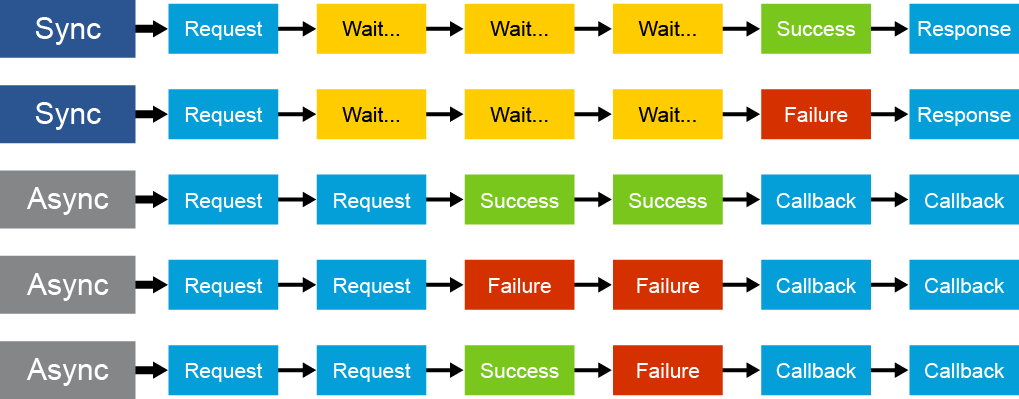 Sync Request Wait... Wait... Wait... Success Response
Sync Request Wait... Wait... Wait... Failure Response
Async Request Request Success Success Callback Callback
Async Request Request Failure Failure Callback Callback
Async Request Request Success Failure Callback Callback